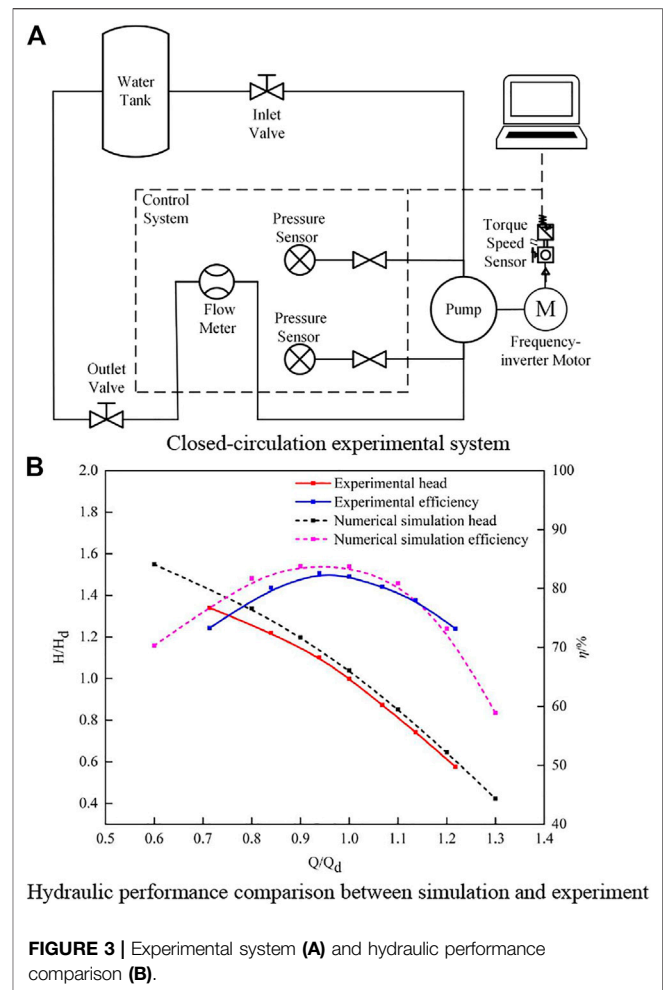 A
Water
Tank
Inlet
Valve
Control
System
Pressure
Sensor
Torque
Speed
Sensor
Flow
Meter
Pump
M
Pressure
Sensor
Frequency-
inverter Motor
Outlet
Valve
Closed-circulation experimental system
B
2.0
1.8
1.6
1.4
1.2
1.0
0.8
0.6
0.4
H/Hd
Experimental head
Experimental efficiency
Numerical simulation head
Numerical simulation efficiency
100
90
80
70
60
50
40
η/%
0.5 0.6 0.7 0.8 0.9 1.0 1.1 1.2 1.3 1.4
Q/Qd
Hydraulic performance comparison between simulation and experiment
FIGURE 3 | Experimental system (A) and hydraulic performance
comparison (B).